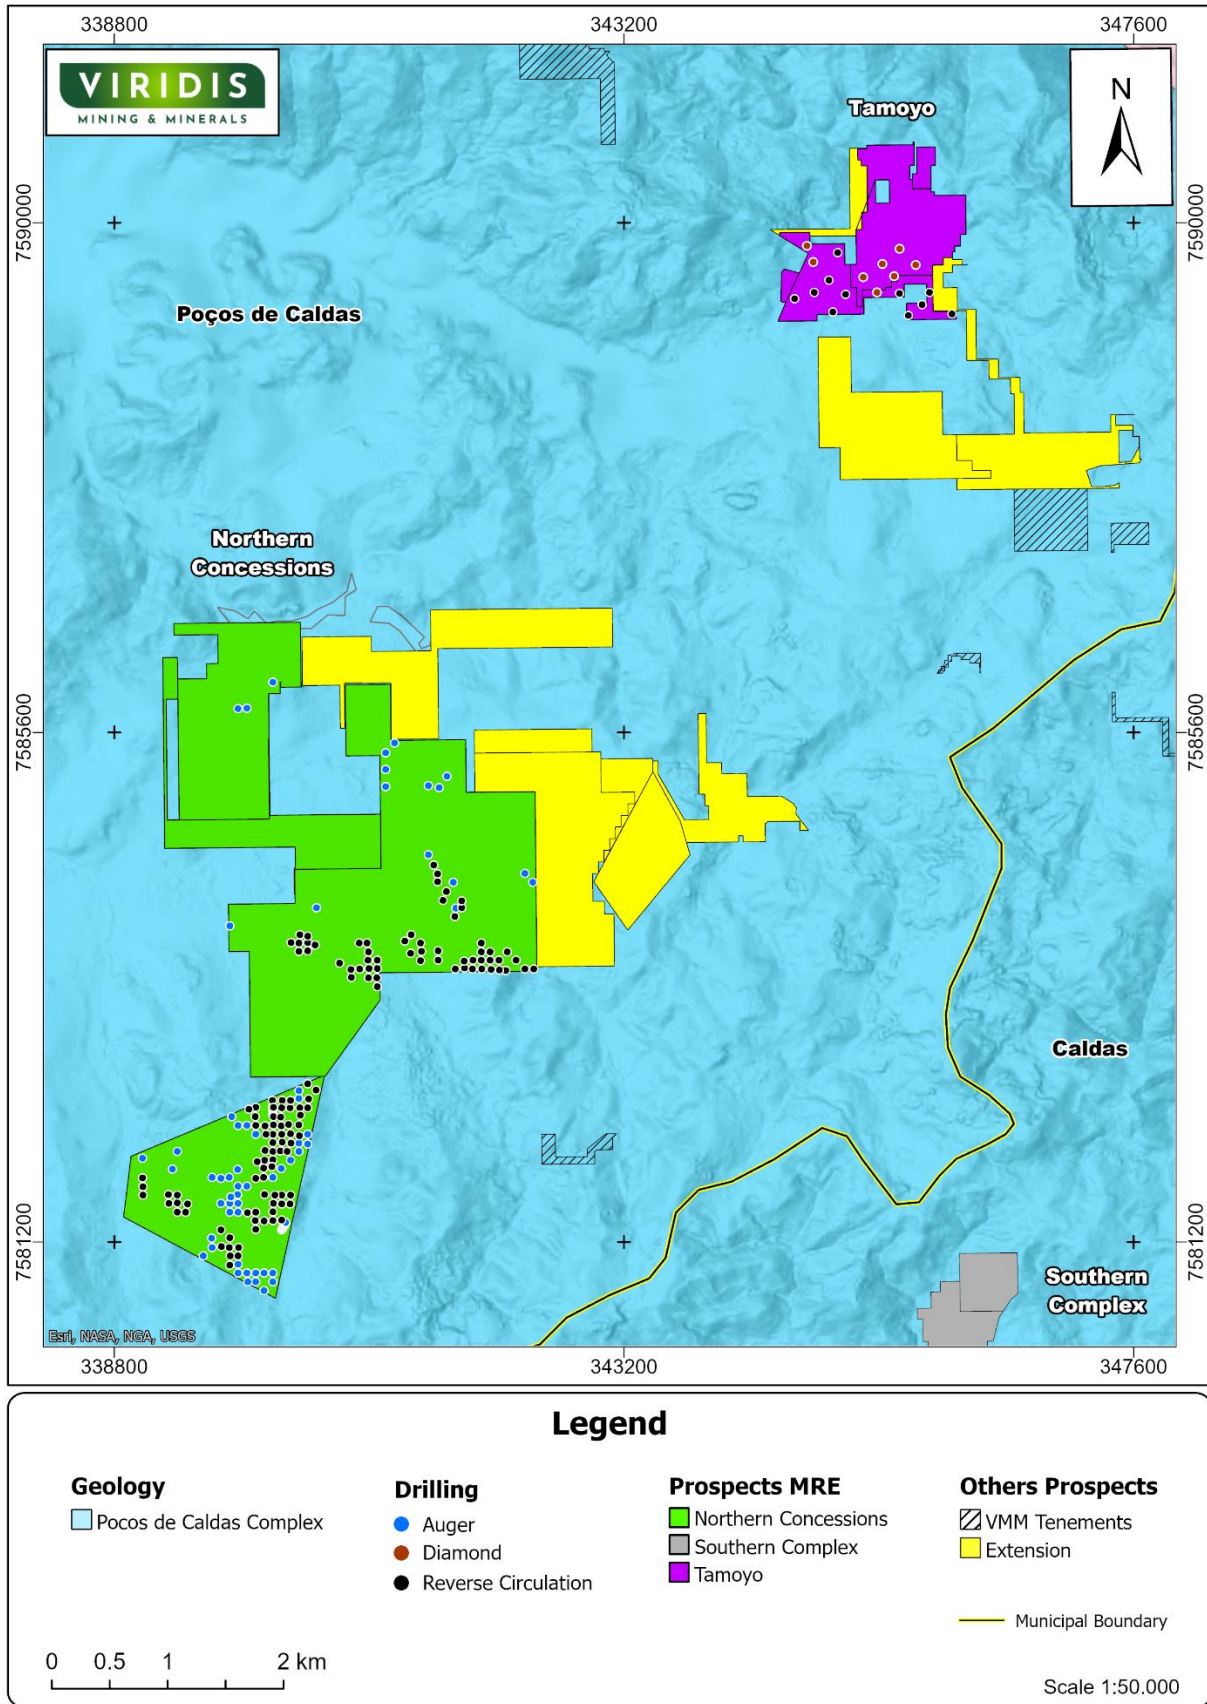 338800
343200
347600
VIRIDIS
MINING & MINERALS
N
Tamoyo
7590000
7590000
Poços de Caldas
Northern
Concessions
7585600
7585600
Caldas
7581200
7581200
Southern
Complex
Esri, NASA, NGA, USGS
338800
343200
347600
Legend
Geology
Pocos de Caldas Complex
Drilling
Auger
Diamond
Reverse Circulation
Prospects MRE
Northern Concessions
Southern Complex
Tamoyo
Others Prospects
VMM Tenements
Extension
Municipal Boundary
0 0.5 1 2 km
Scale 1:50.000